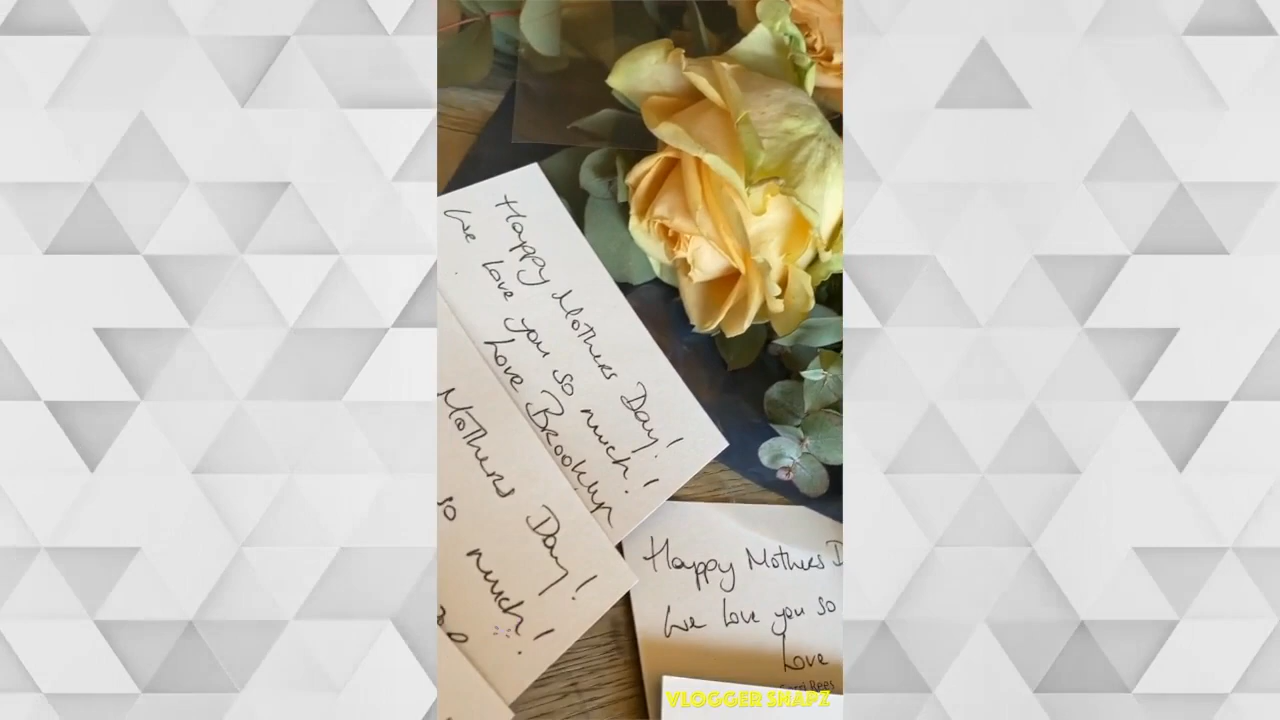 Happy Mothers Day!
We love you so much!
Love Brooklyn
Mothers Day!
so much!
Happy Mothers D
We love you so
Love
VLOGGER SNAPZ